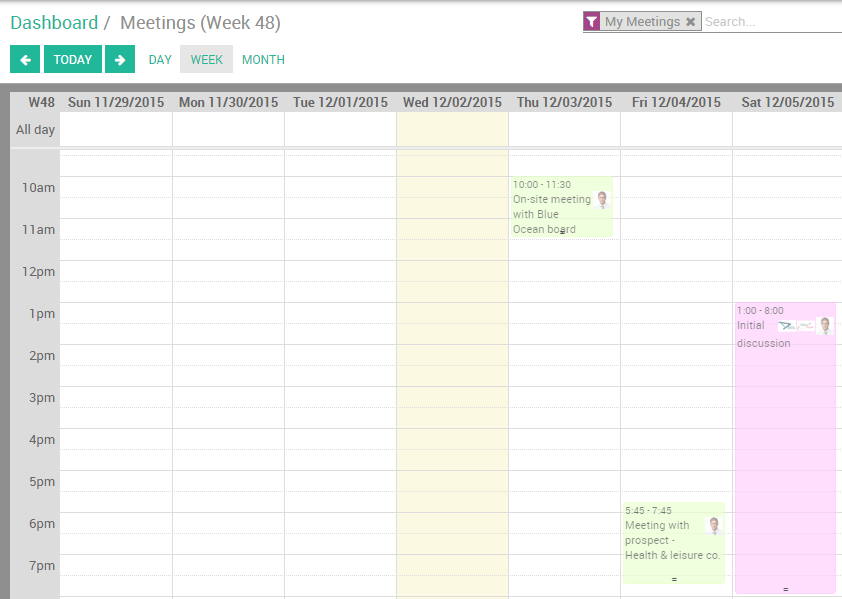 Dashboard / Meetings (Week 48)
My Meetings ✖ Search...
TODAY DAY WEEK MONTH
W48 Sun 11/29/2015 Mon 11/30/2015 Tue 12/01/2015 Wed 12/02/2015 Thu 12/03/2015 Fri 12/04/2015 Sat 12/05/2015
All day
10am
11am
12pm
1pm
2pm
3pm
4pm
5pm
6pm
7pm
10:00 - 11:30
On-site meeting
with Blue
Ocean board
5:45 - 7:45
Meeting with
prospect -
Health & leisure co.
1:00 - 8:00
Initial
discussion